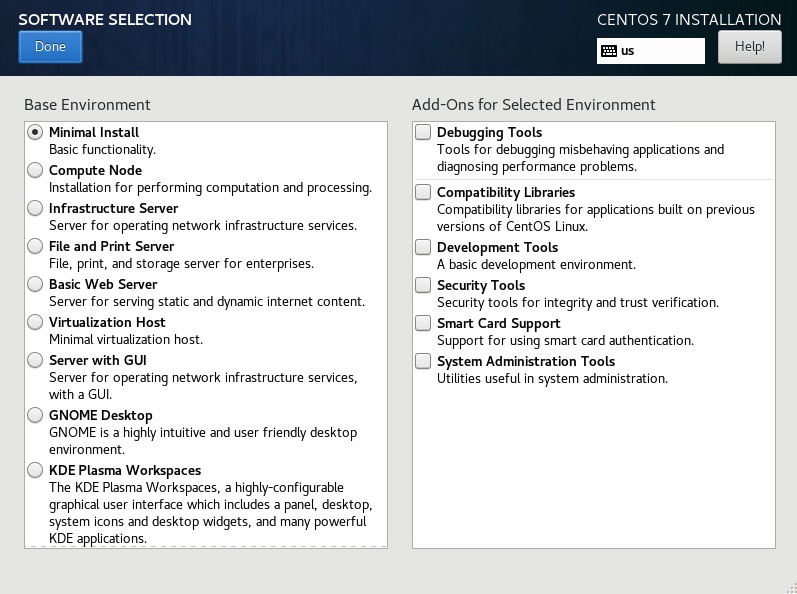 SOFTWARE SELECTION
Done
CENTOS 7 INSTALLATION
us
Help!
Base Environment
Minimal Install
Basic functionality.
Compute Node
Installation for performing computation and processing.
Infrastructure Server
Server for operating network infrastructure services.
File and Print Server
File, print, and storage server for enterprises.
Basic Web Server
Server for serving static and dynamic internet content.
Virtualization Host
Minimal virtualization host.
Server with GUI
Server for operating network infrastructure services,
with a GUI.
GNOME Desktop
GNOME is a highly intuitive and user friendly desktop
environment.
KDE Plasma Workspaces
The KDE Plasma Workspaces, a highly-configurable
graphical user interface which includes a panel, desktop,
system icons and desktop widgets, and many powerful
KDE applications.
Add-Ons for Selected Environment
Debugging Tools
Tools for debugging misbehaving applications and
diagnosing performance problems.
Compatibility Libraries
Compatibility libraries for applications built on previous
versions of CentOS Linux.
Development Tools
A basic development environment.
Security Tools
Security tools for integrity and trust verification.
Smart Card Support
Support for using smart card authentication.
System Administration Tools
Utilities useful in system administration.